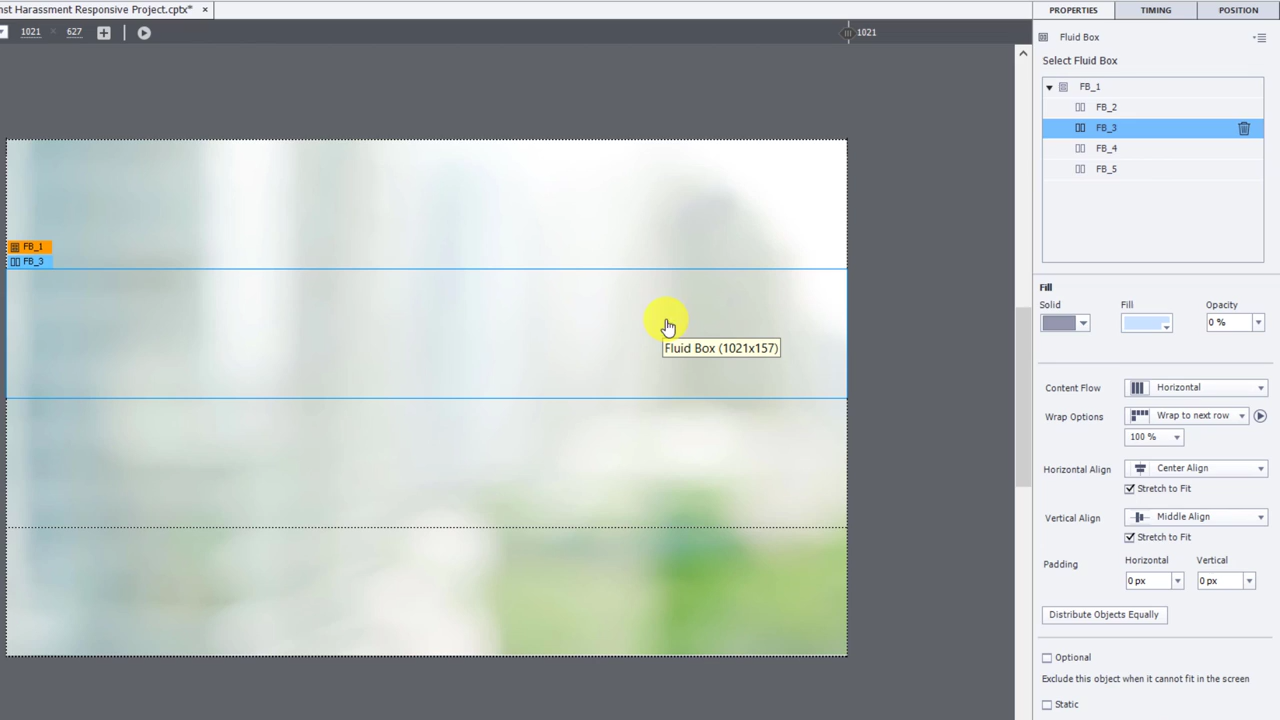 nst Harassment Responsive Project.cptx* ×
PROPERTIES TIMING POSITION
1021 × 627
1021
Fluid Box
Select Fluid Box
FB_1
FB_2
FB_3
FB_4
FB_5
FB_1
FB_3
Fluid Box (1021x157)
Fill
Solid Fill Opacity
0 %
Content Flow Horizontal
Wrap Options Wrap to next row
100 %
Horizontal Align Center Align
Stretch to Fit
Vertical Align Middle Align
Stretch to Fit
Padding Horizontal Vertical
0 px 0 px
Distribute Objects Equally
Optional
Exclude this object when it cannot fit in the screen
Static